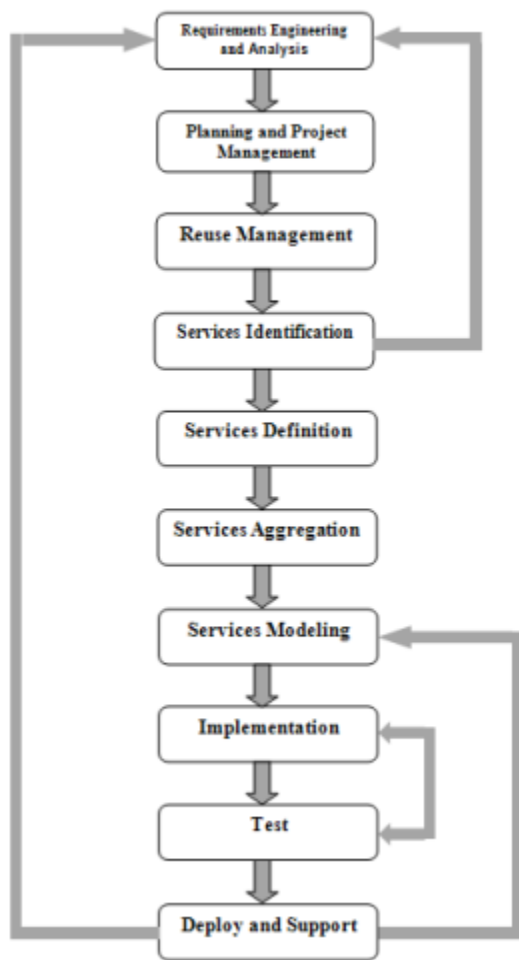 Requirements Engineering
and Analysis
Planning and Project
Management
Reuse Management
Services Identification
Services Definition
Services Aggregation
Services Modeling
Implementation
Test
Deploy and Support